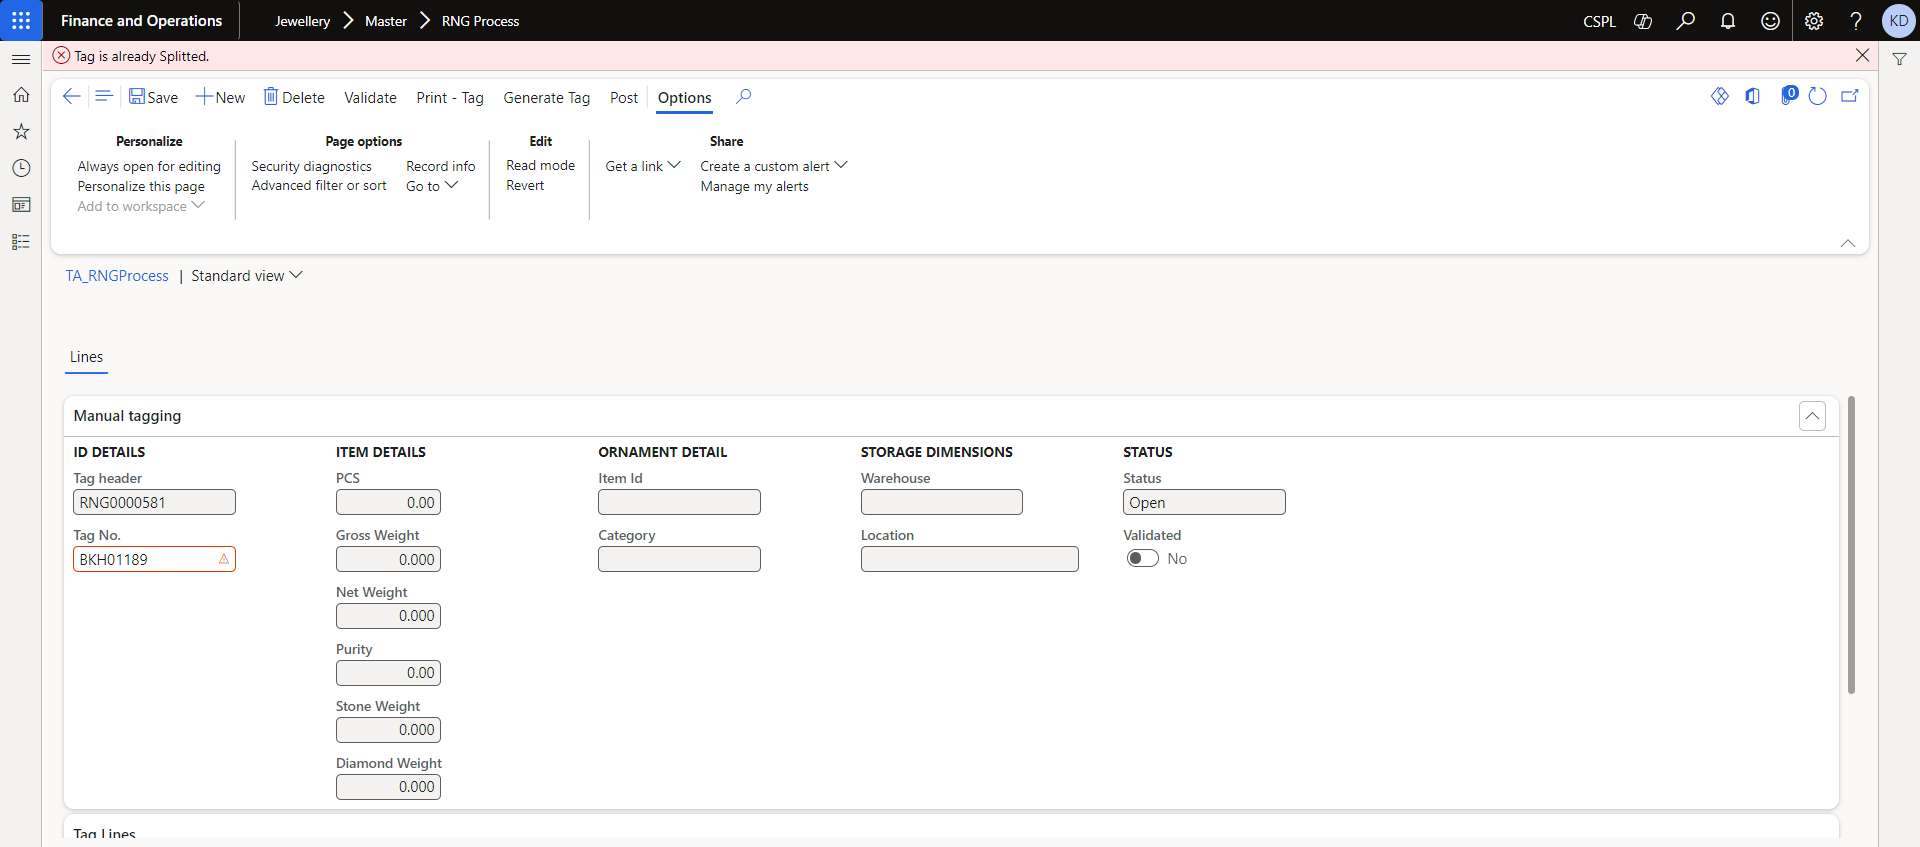 Finance and Operations
Jewellery > Master > RNG Process
CSPL
KD
Tag is already Splitted.
Save New Delete Validate Print - Tag Generate Tag Post Options
0
Personalize
Always open for editing
Personalize this page
Add to workspace
Page options
Security diagnostics
Advanced filter or sort
Record info
Go to
Edit
Read mode
Revert
Share
Get a link
Create a custom alert
Manage my alerts
TA_RNGProcess | Standard view
Lines
Manual tagging
ID DETAILS
Tag header
RNG0000581
Tag No.
BKH01189
ITEM DETAILS
PCS
0.00
Gross Weight
0.000
Net Weight
0.000
Purity
0.00
Stone Weight
0.000
Diamond Weight
0.000
ORNAMENT DETAIL
Item Id
Category
STORAGE DIMENSIONS
Warehouse
Location
STATUS
Status
Open
Validated
No
Tag Lines